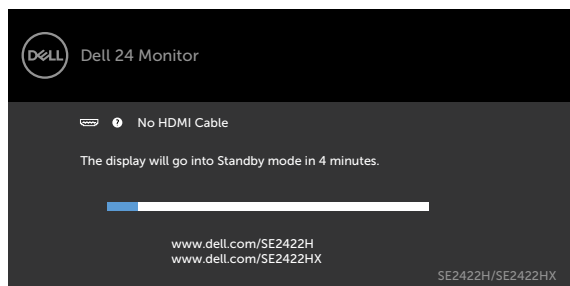 DELL
Dell 24 Monitor
? No HDMI Cable
The display will go into Standby mode in 4 minutes.
www.dell.com/SE2422H
www.dell.com/SE2422HX
SE2422H/SE2422HX